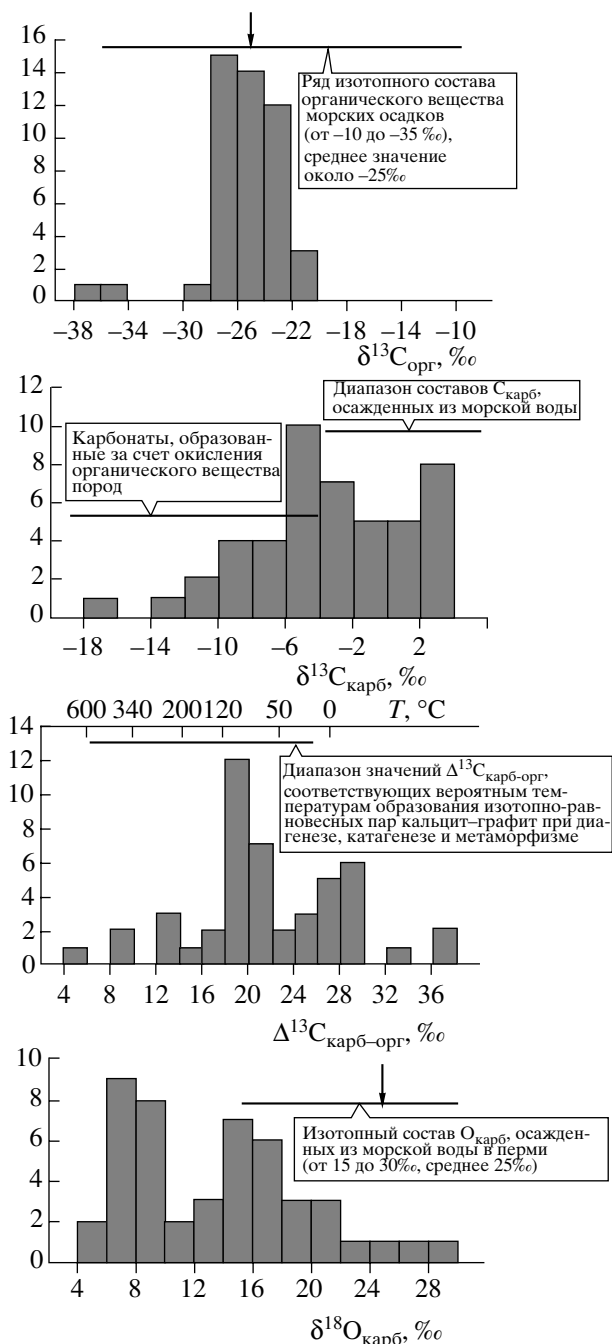 16
14
12
10
8
6
4
2
0
Ряд изотопного состава
органического вещества
морских осадков
(от –10 до –35 ‰),
среднее значение
около –25‰
–38 –34 –30 –26 –22 –18 –14 –10
δ¹³Cорг, ‰
12
10
8
6
4
2
0
Диапазон составов Cкарб,
осажденных из морской воды
Карбонаты, образован-
ные за счет окисления
органического вещества
пород
–18 –14 –10 –6 –2 2
δ¹³Cкарб, ‰
600 340 200 120 50 0 T, °C
14
12
10
8
6
4
2
0
Диапазон значений Δ¹³Cкарб-орг,
соответствующих вероятным тем-
пературам образования изотопно-рав-
новесных пар кальцит–графит при диа-
генезе, катагенезе и метаморфизме
4 8 12 16 20 24 28 32 36
Δ¹³Cкарб–орг, ‰
10
8
6
4
2
0
Изотопный состав Oкарб, осажден-
ных из морской воды в перми
(от 15 до 30‰, среднее 25‰)
4 8 12 16 20 24 28
δ¹⁸Oкарб, ‰